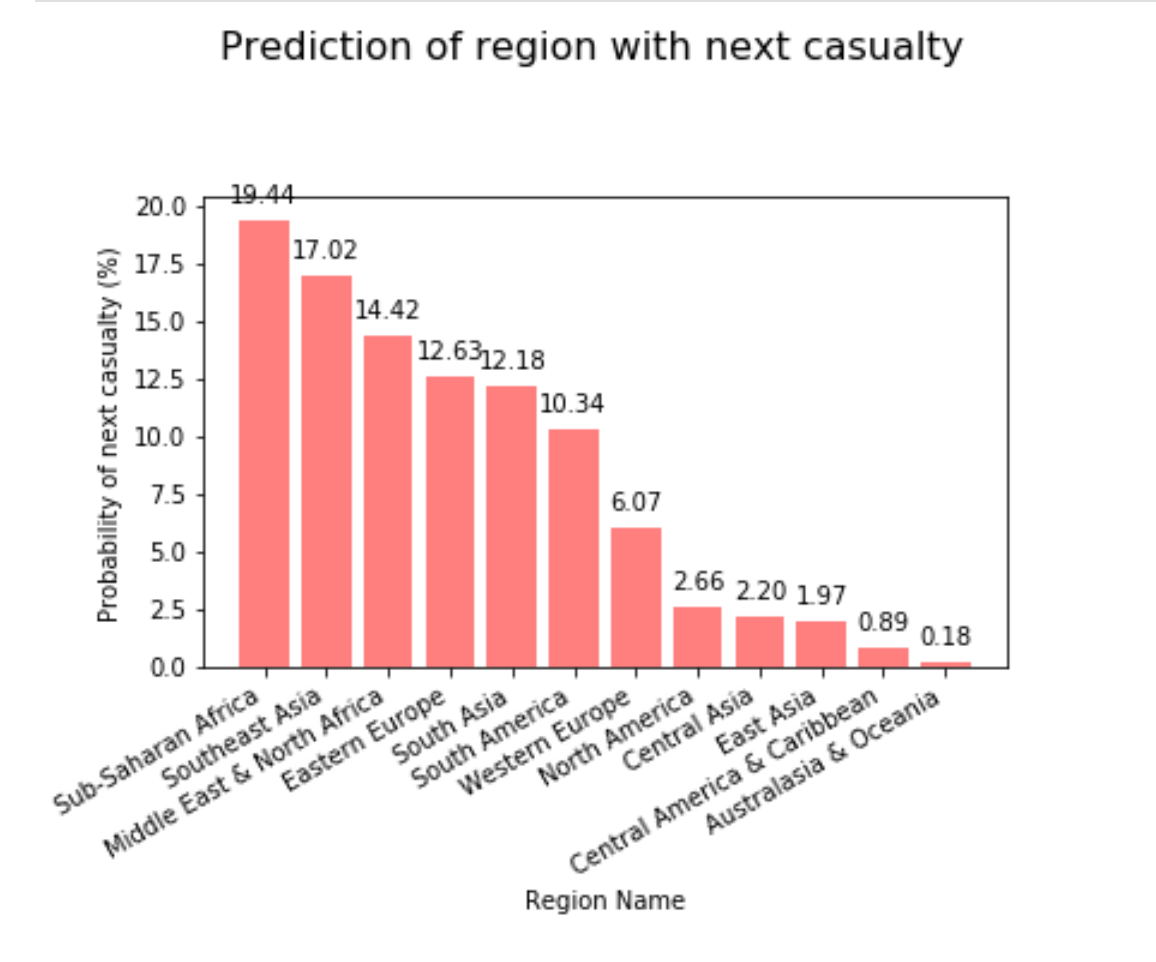 Prediction of region with next casualty
19.44
17.02
14.42
12.63
12.18
10.34
6.07
2.66
2.20
1.97
0.89
0.18
20.0
17.5
15.0
12.5
10.0
7.5
5.0
2.5
0.0
Probability of next casualty (%)
Sub-Saharan Africa
Southeast Asia
Middle East & North Africa
Eastern Europe
South Asia
South America
Western Europe
North America
Central Asia
East Asia
Central America & Caribbean
Australasia & Oceania
Region Name